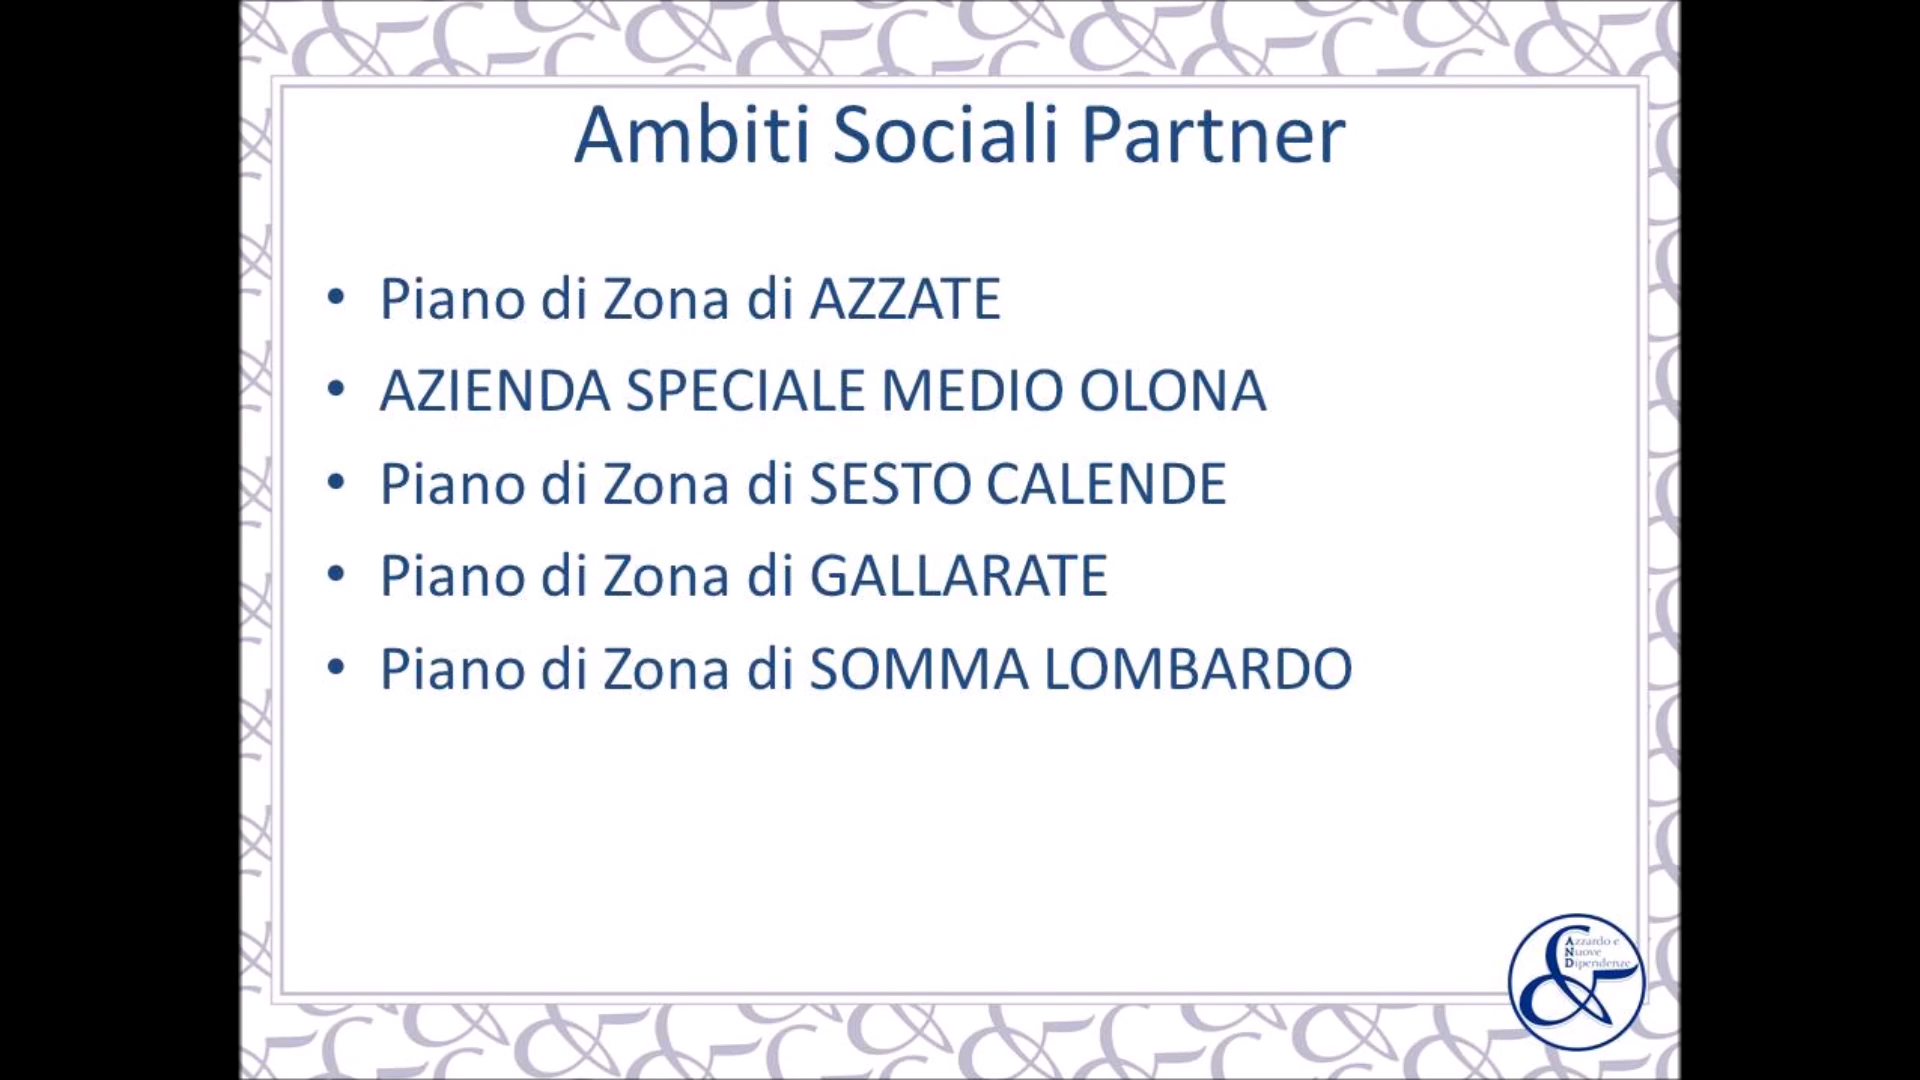 Ambiti Sociali Partner
• Piano di Zona di AZZATE
• AZIENDA SPECIALE MEDIO OLONA
• Piano di Zona di SESTO CALENDE
• Piano di Zona di GALLARATE
• Piano di Zona di SOMMA LOMBARDO
Azzardo e
Nuove
Dipendenze